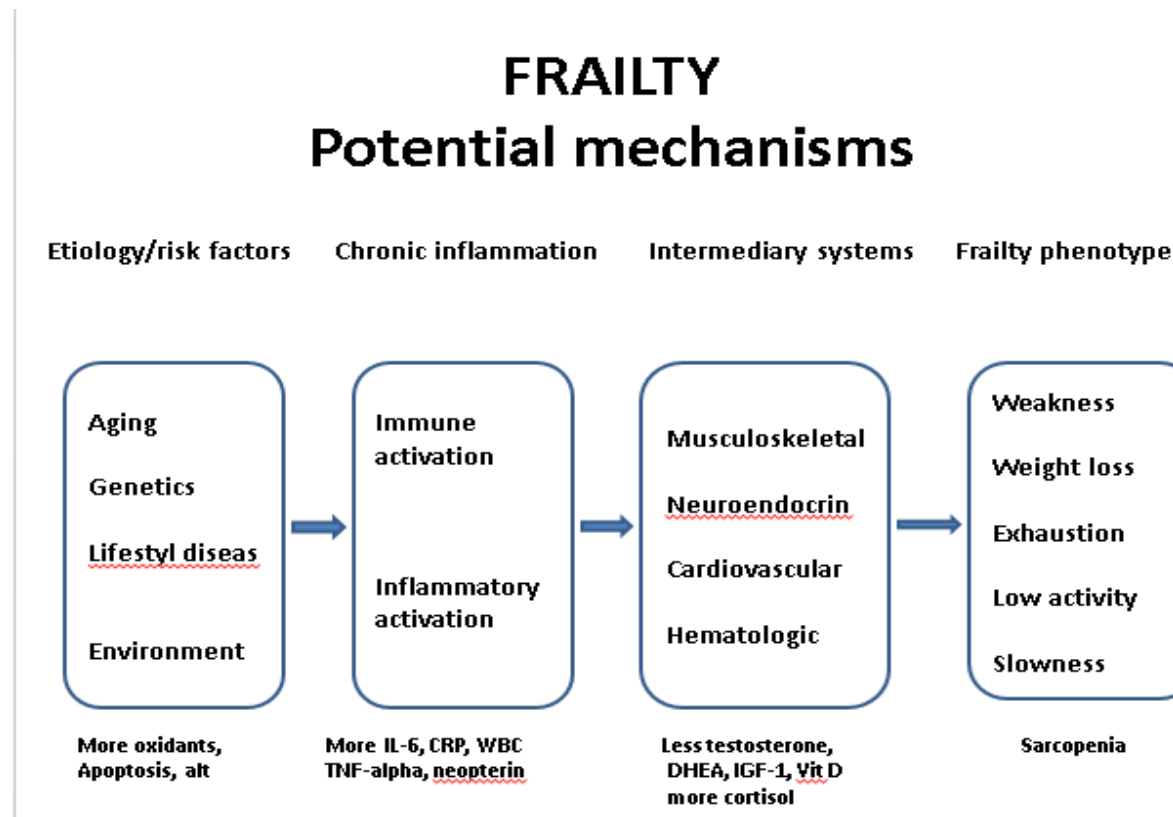 FRAILTY
Potential mechanisms
Etiology/risk factors
Chronic inflammation
Intermediary systems
Frailty phenotype
Aging
Genetics
Lifestyl diseas
Environment
More oxidants,
Apoptosis, alt
Immune
activation
Inflammatory
activation
More IL-6, CRP, WBC
TNF-alpha, neopterin
Musculoskeletal
Neuroendocrin
Cardiovascular
Hematologic
Less testosterone,
DHEA, IGF-1, Vit D
more cortisol
Weakness
Weight loss
Exhaustion
Low activity
Slowness
Sarcopenia